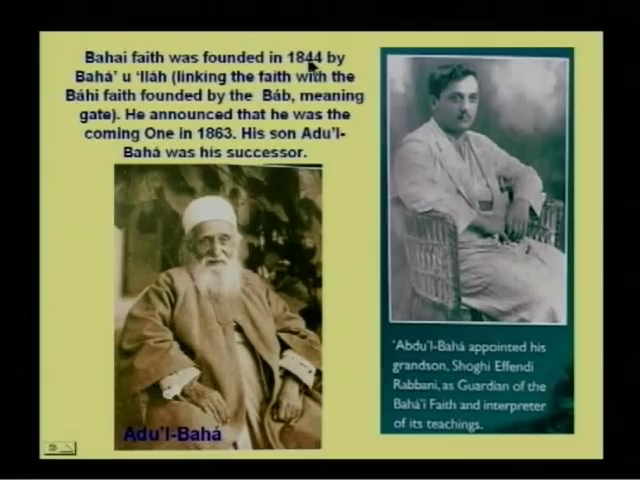 Bahai faith was founded in 1844 by
Bahá' u 'lláh (linking the faith with the
Báhi faith founded by the Báb, meaning
gate). He announced that he was the
coming One in 1863. His son Adu'l-
Bahá was his successor.
Adu'l-Bahá
'Abdu'l-Bahá appointed his
grandson, Shoghi Effendi
Rabbani, as Guardian of the
Bahá'í Faith and interpreter
of its teachings.